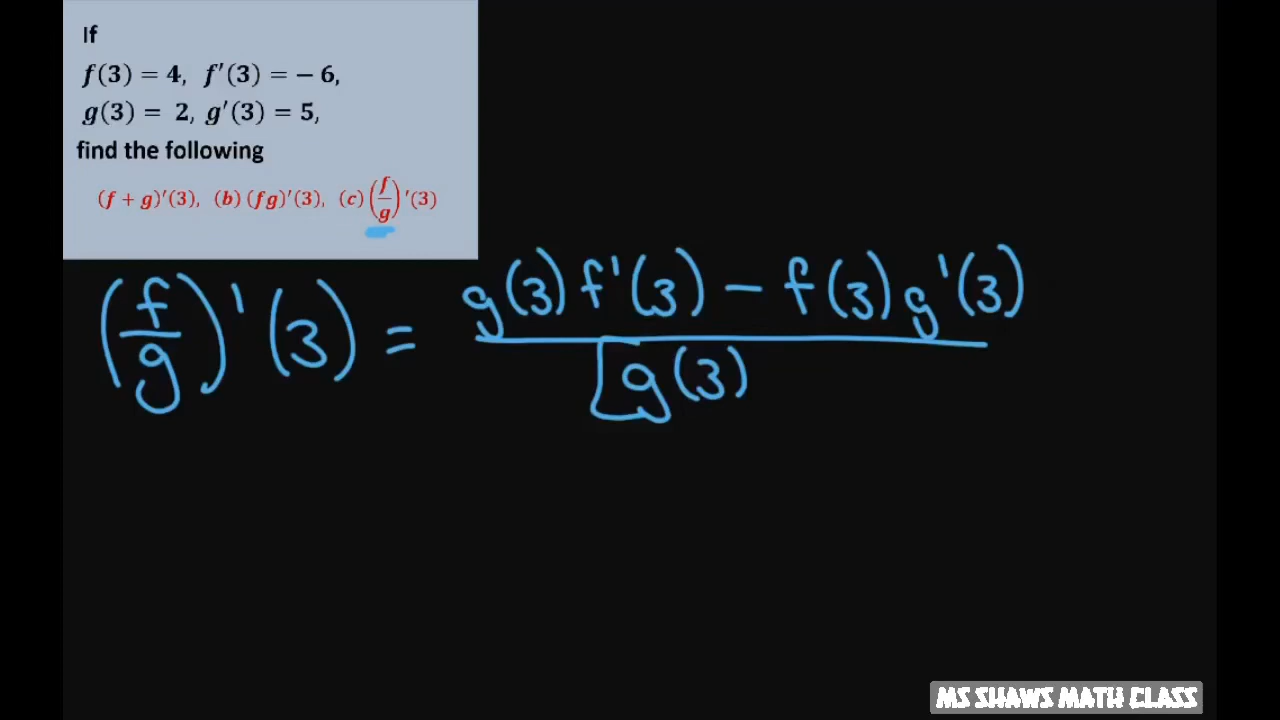 If
f(3) = 4, f′(3) = − 6,
g(3) = 2, g′(3) = 5,
find the following
(f + g)′(3), (b) (fg)′(3), (c) (f/g)′(3)
(f/g)'(3) = g(3)f'(3) − f(3)g'(3)
[g(3)
MS SHAWS MATH CLASS